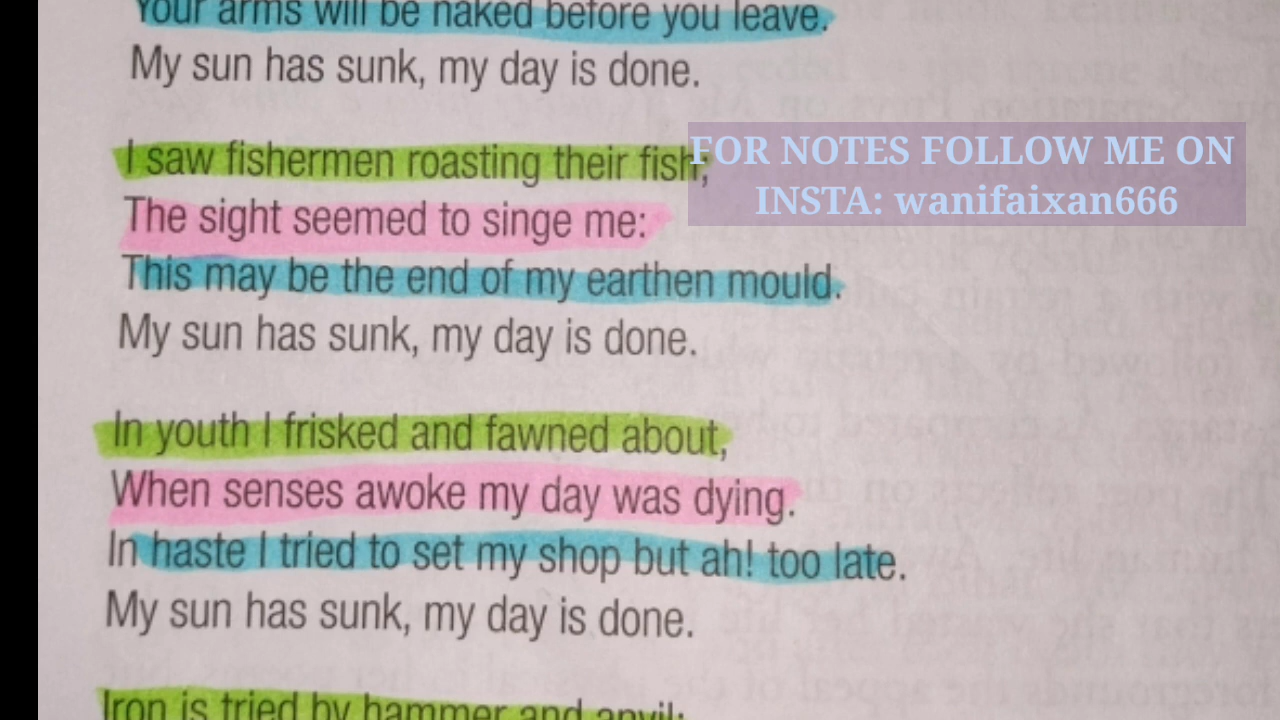 Your arms will be naked before you leave.
My sun has sunk, my day is done.
I saw fishermen roasting their fish;
FOR NOTES FOLLOW ME ON
INSTA: wanifaixan666
The sight seemed to singe me:
This may be the end of my earthen mould.
My sun has sunk, my day is done.
In youth I frisked and fawned about,
When senses awoke my day was dying.
In haste I tried to set my shop but ah! too late.
My sun has sunk, my day is done.
Iron is tried by hammer and anvil: